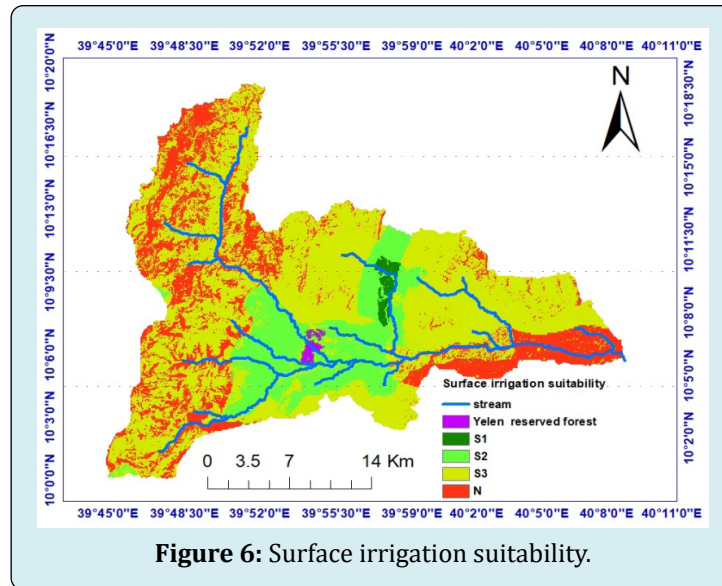 39°45'0"E 39°48'30"E 39°52'0"E 39°55'30"E 39°59'0"E 40°2'0"E 40°5'0"E 40°8'0"E 40°11'0"E
10°20'0"N
10°16'30"N
10°13'0"N
10°9'30"N
10°6'0"N
10°3'0"N
10°0'0"N
N
10°18'30"N
10°15'0"N
10°11'30"N
10°8'0"N
10°5'0"N
10°2'0"N
Surface irrigation suitability
stream
Yelen reserved forest
S1
S2
S3
N
0 3.5 7 14 Km
39°45'0"E 39°48'30"E 39°52'0"E 39°55'30"E 39°59'0"E 40°2'0"E 40°5'0"E 40°8'0"E 40°11'0"E
Figure 6: Surface irrigation suitability.